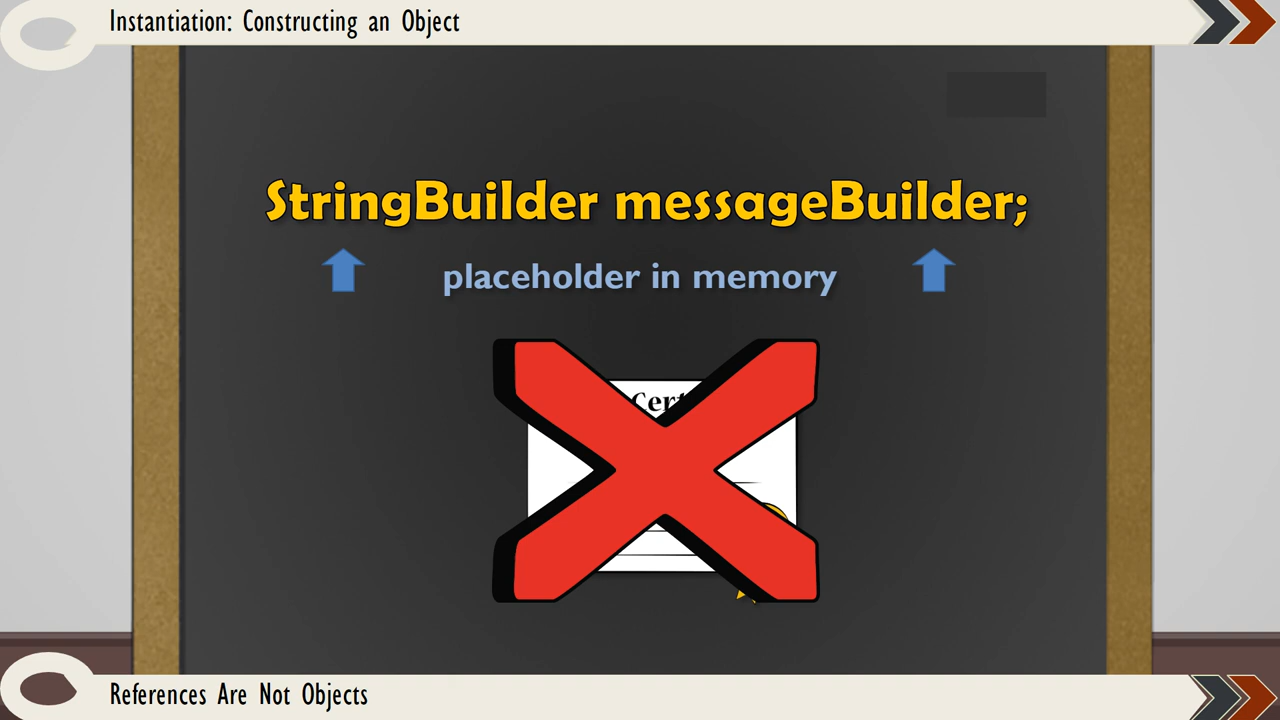 Instantiation: Constructing an Object
StringBuilder messageBuilder;
placeholder in memory
References Are Not Objects